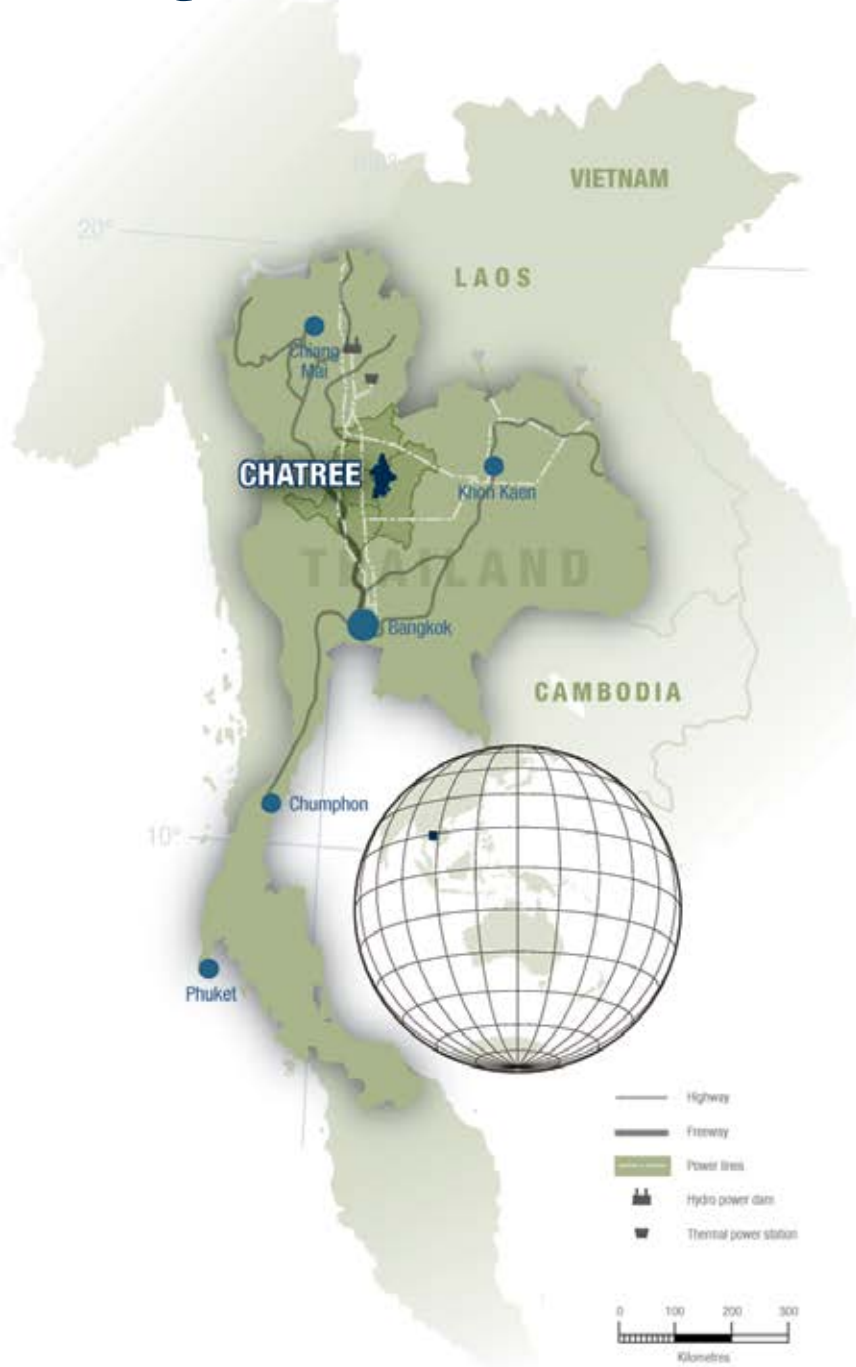 VIETNAM
20°
LAOS
Chiang
Mai
CHATREE
Khon Kaen
THAILAND
Bangkok
CAMBODIA
Chumphon
10°
Phuket
Highway
Freeway
Power lines
Hydro power dam
Thermal power station
0 100 200 300
Kilometres